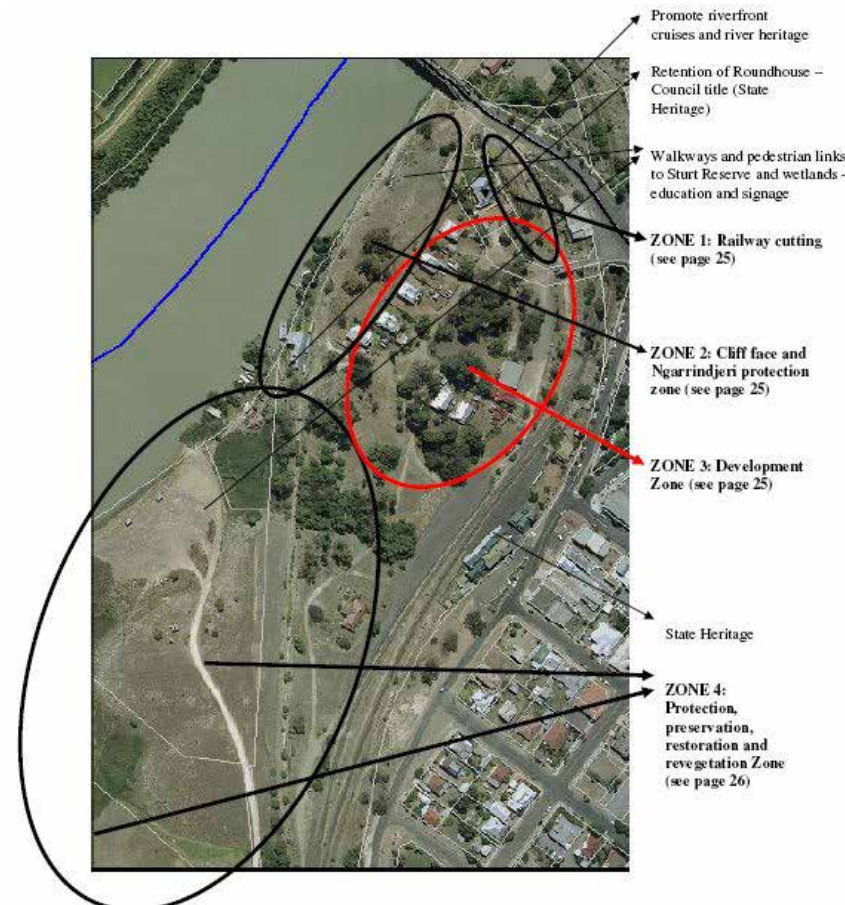 Promote riverfront
cruises and river heritage
Retention of Roundhouse –
Council title (State
Heritage)
Walkways and pedestrian links
to Sturt Reserve and wetlands -
education and signage
ZONE 1: Railway cutting
(see page 25)
ZONE 2: Cliff face and
Ngarrindjeri protection
zone (see page 25)
ZONE 3: Development
Zone (see page 25)
State Heritage
ZONE 4:
Protection,
preservation,
restoration and
revegetation Zone
(see page 26)